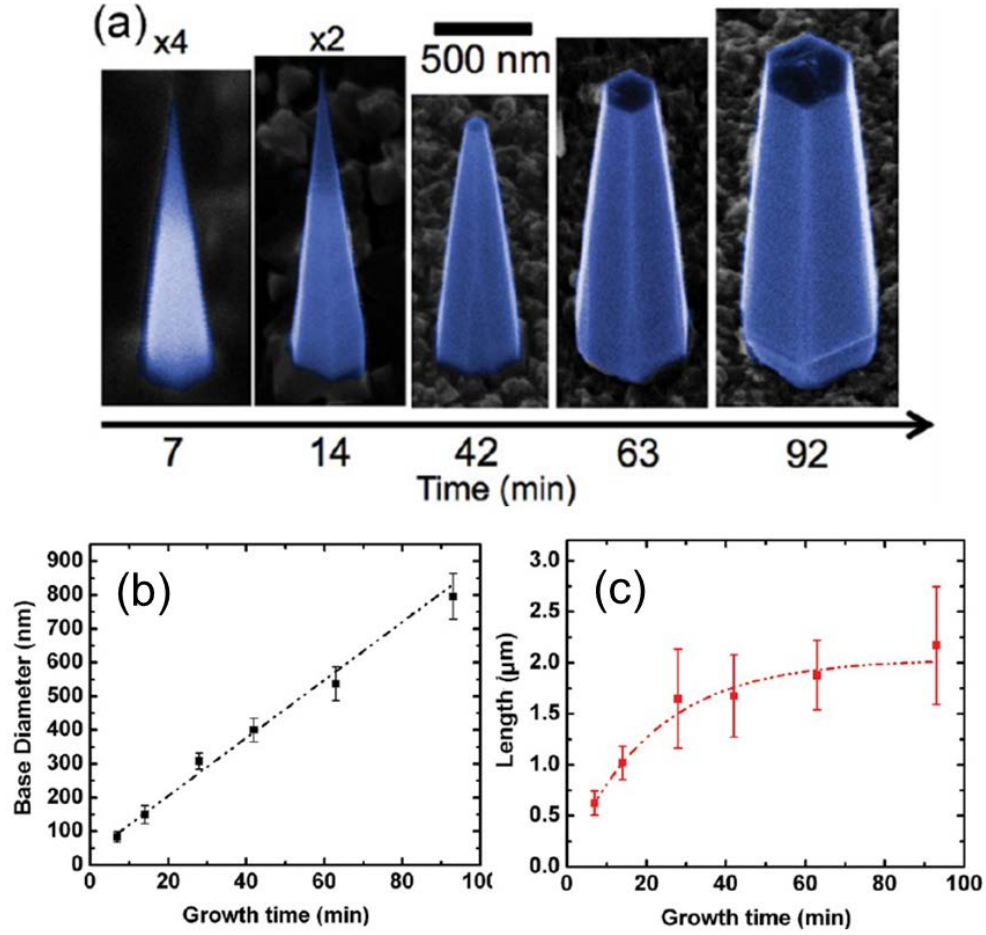 (a) x4 x2
500 nm
7 14 42 63 92
Time (min)
(b)
Base Diameter (nm)
900
800
700
600
500
400
300
200
100
0
0 20 40 60 80 10
Growth time (min)
(c)
Length (μm)
3.0
2.5
2.0
1.5
1.0
0.5
0.0
0 20 40 60 80 100
Growth time (min)